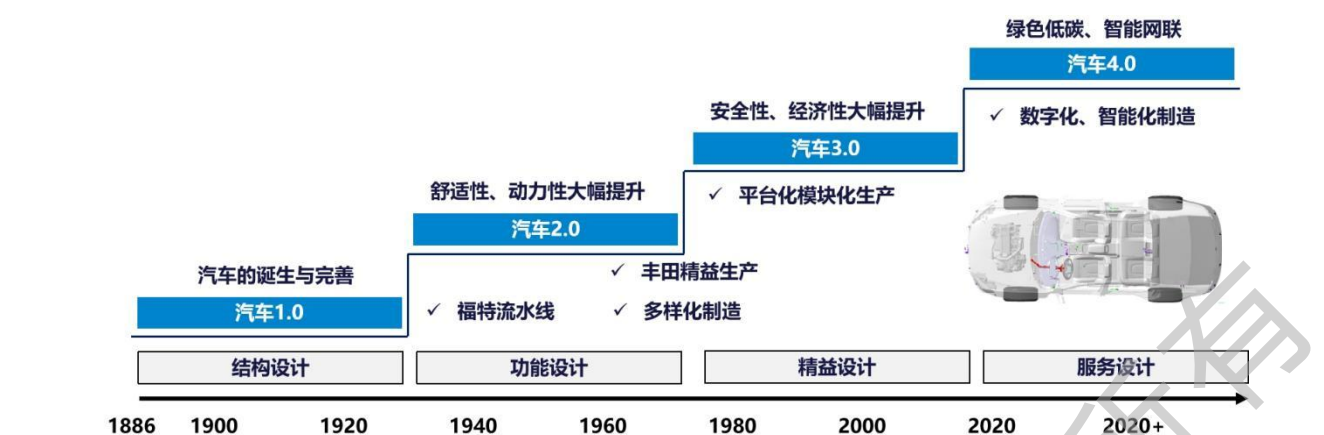 绿色低碳、智能网联
汽车4.0
安全性、经济性大幅提升
✓ 数字化、智能化制造
汽车3.0
舒适性、动力性大幅提升
✓ 平台化模块化生产
汽车2.0
汽车的诞生与完善
✓ 丰田精益生产
汽车1.0
✓ 福特流水线
✓ 多样化制造
结构设计 功能设计 精益设计 服务设计
1886 1900 1920 1940 1960 1980 2000 2020 2020+
有